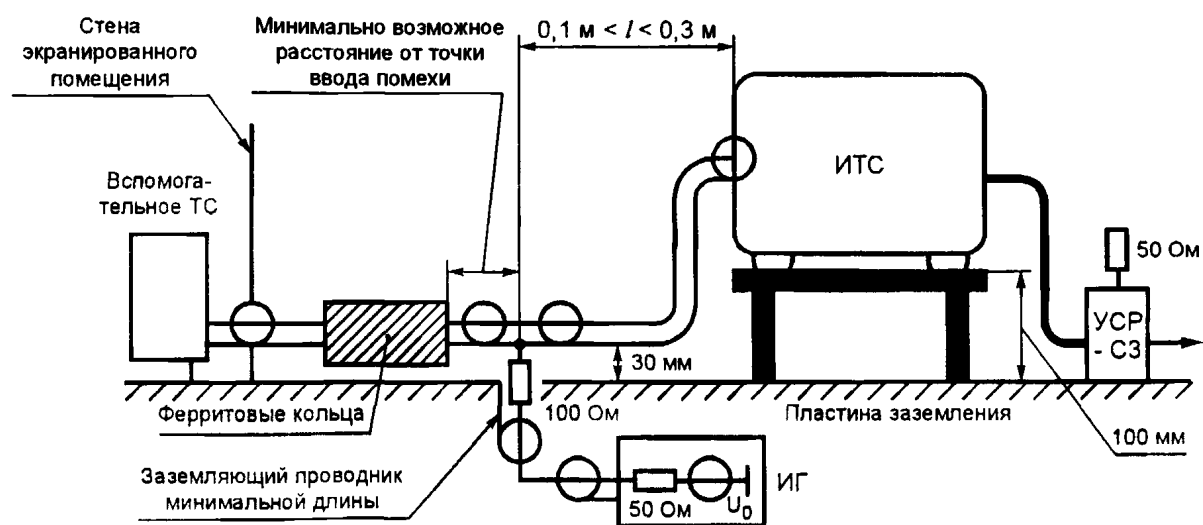 Стена
экранированного
помещения
Минимально возможное
расстояние от точки
ввода помехи
0,1 м < l < 0,3 м
Вспомога-
тельное ТС
ИТС
50 Ом
УСР
- СЗ
30 мм
100 Ом
Ферритовые кольца
Пластина заземления
100 мм
Заземляющий проводник
минимальной длины
50 Ом
U₀
ИГ